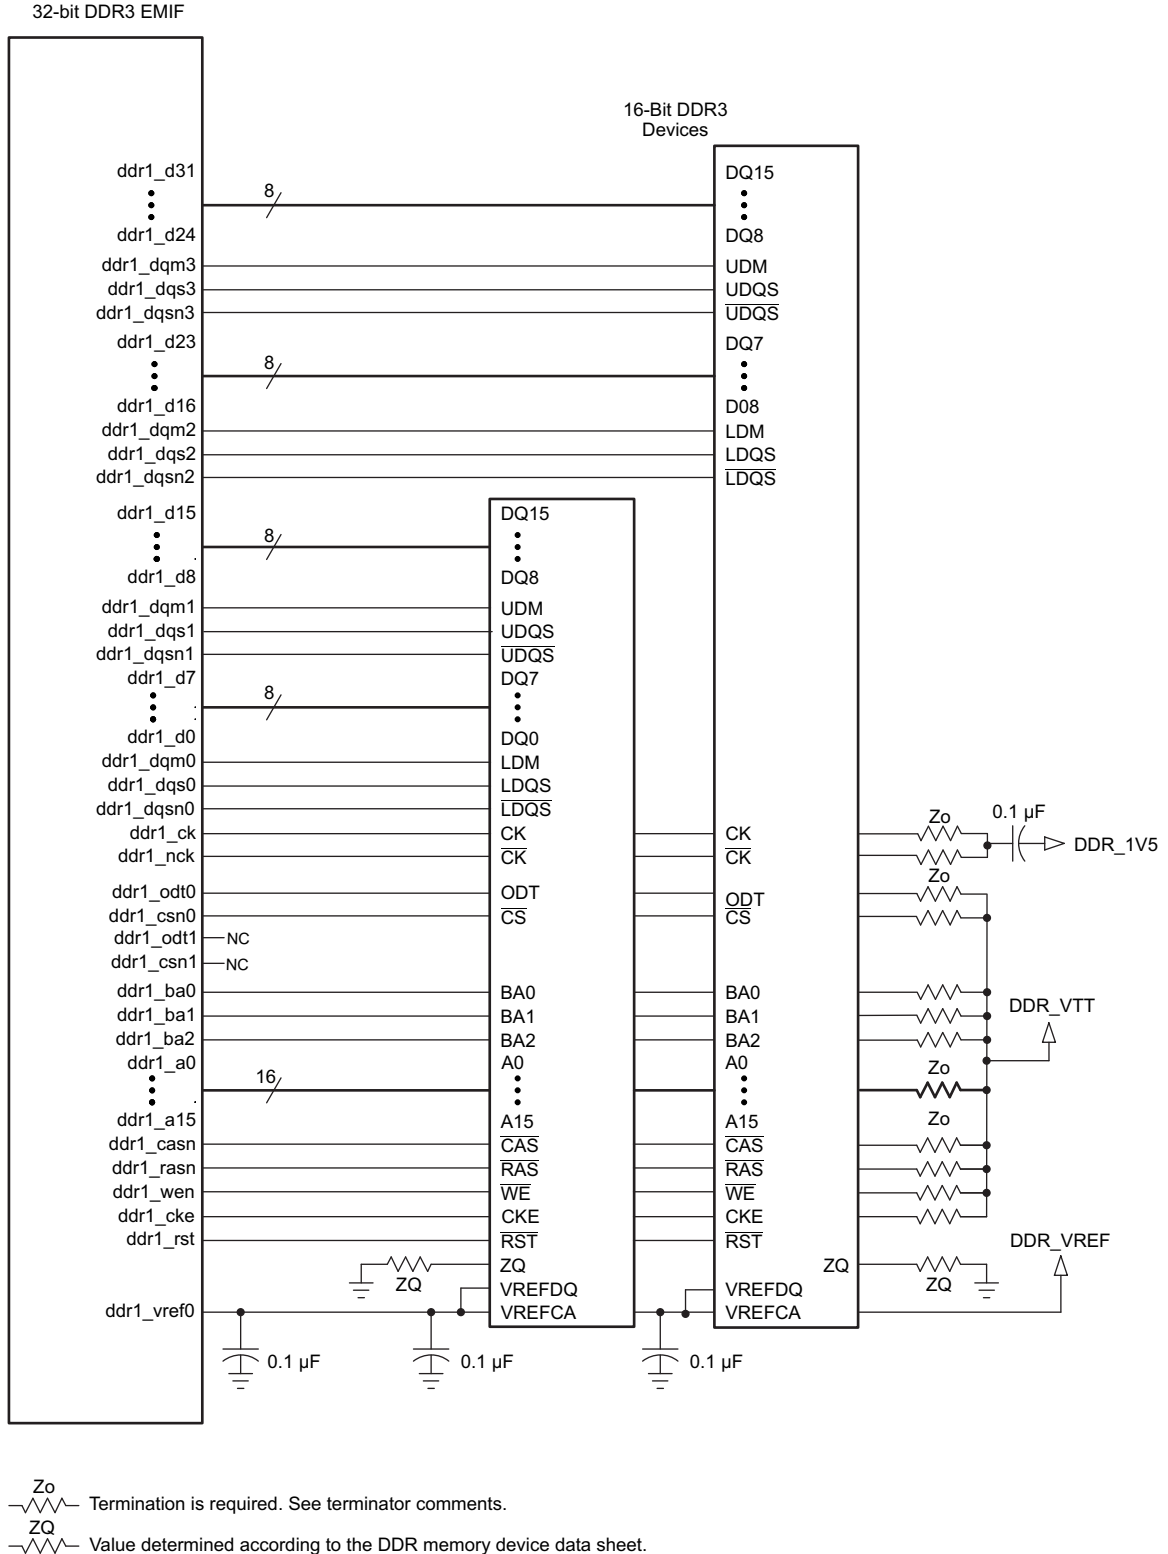 32-bit DDR3 EMIF
16-Bit DDR3
Devices
ddr1_d31
8
DQ15
ddr1_d24
DQ8
ddr1_dqm3
UDM
ddr1_dqs3
UDQS
ddr1_dqsn3
UDQS
ddr1_d23
8
DQ7
ddr1_d16
D08
ddr1_dqm2
LDM
ddr1_dqs2
LDQS
ddr1_dqsn2
LDQS
ddr1_d15
8
DQ15
ddr1_d8
DQ8
ddr1_dqm1
UDM
ddr1_dqs1
UDQS
ddr1_dqsn1
UDQS
ddr1_d7
8
DQ7
ddr1_d0
DQ0
ddr1_dqm0
LDM
ddr1_dqs0
LDQS
ddr1_dqsn0
LDQS
Zo
0.1 µF
ddr1_ck
CK
CK
DDR_1V5
ddr1_nck
CK
CK
Zo
ddr1_odt0
ODT
ODT
ddr1_csn0
CS
CS
ddr1_odt1
NC
ddr1_csn1
NC
ddr1_ba0
BA0
BA0
DDR_VTT
ddr1_ba1
BA1
BA1
ddr1_ba2
BA2
BA2
ddr1_a0
A0
A0
Zo
16
ddr1_a15
A15
A15
Zo
ddr1_casn
CAS
CAS
ddr1_rasn
RAS
RAS
ddr1_wen
WE
WE
ddr1_cke
CKE
CKE
ddr1_rst
RST
RST
DDR_VREF
ZQ
ZQ
ZQ
ZQ
VREFDQ
VREFDQ
ddr1_vref0
VREFCA
VREFCA
0.1 µF
0.1 µF
0.1 µF
Zo
Termination is required. See terminator comments.
ZQ
Value determined according to the DDR memory device data sheet.